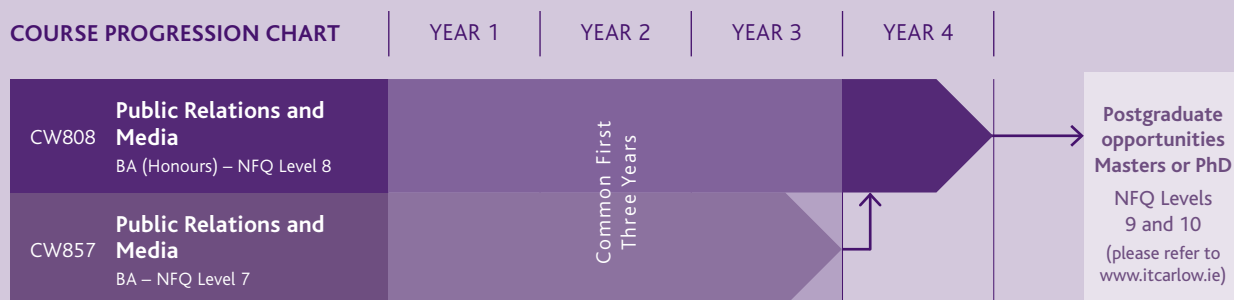 COURSE PROGRESSION CHART
YEAR 1
YEAR 2
YEAR 3
YEAR 4
CW808
Public Relations and
Media
BA (Honours) – NFQ Level 8
CW857
Public Relations and
Media
BA – NFQ Level 7
Common First
Three Years
Postgraduate
opportunities
Masters or PhD
NFQ Levels
9 and 10
(please refer to
www.itcarlow.ie)